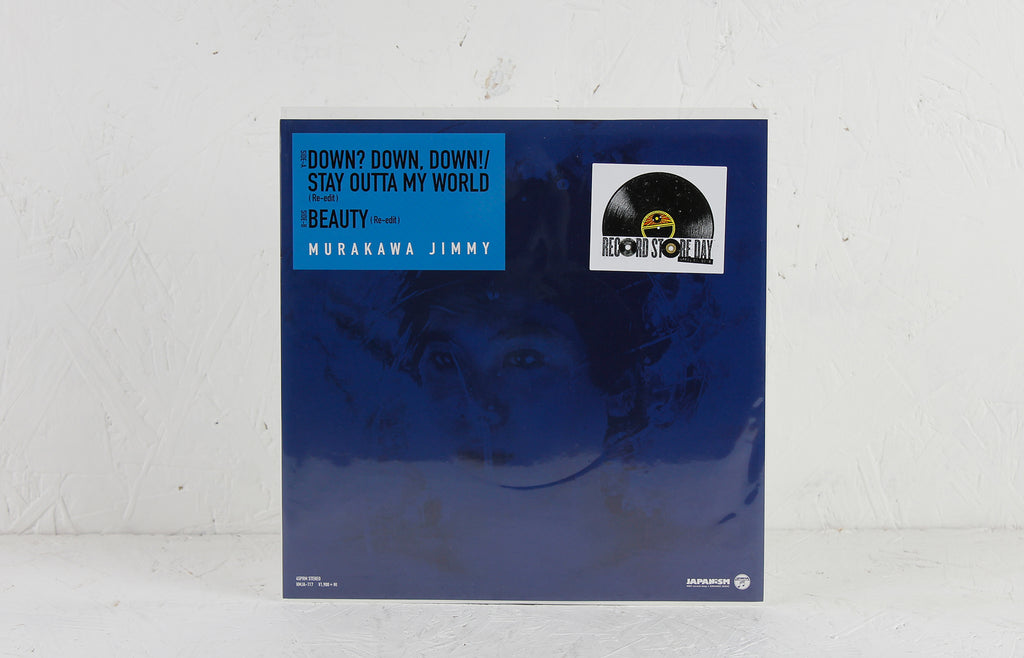 SIDE-A
DOWN? DOWN, DOWN!/
STAY OUTTA MY WORLD
(Re-edit)
SIDE-B
BEAUTY (Re-edit)
MURAKAWA JIMMY
RECORD STORE DAY
45RPM STEREO
JAPANISM